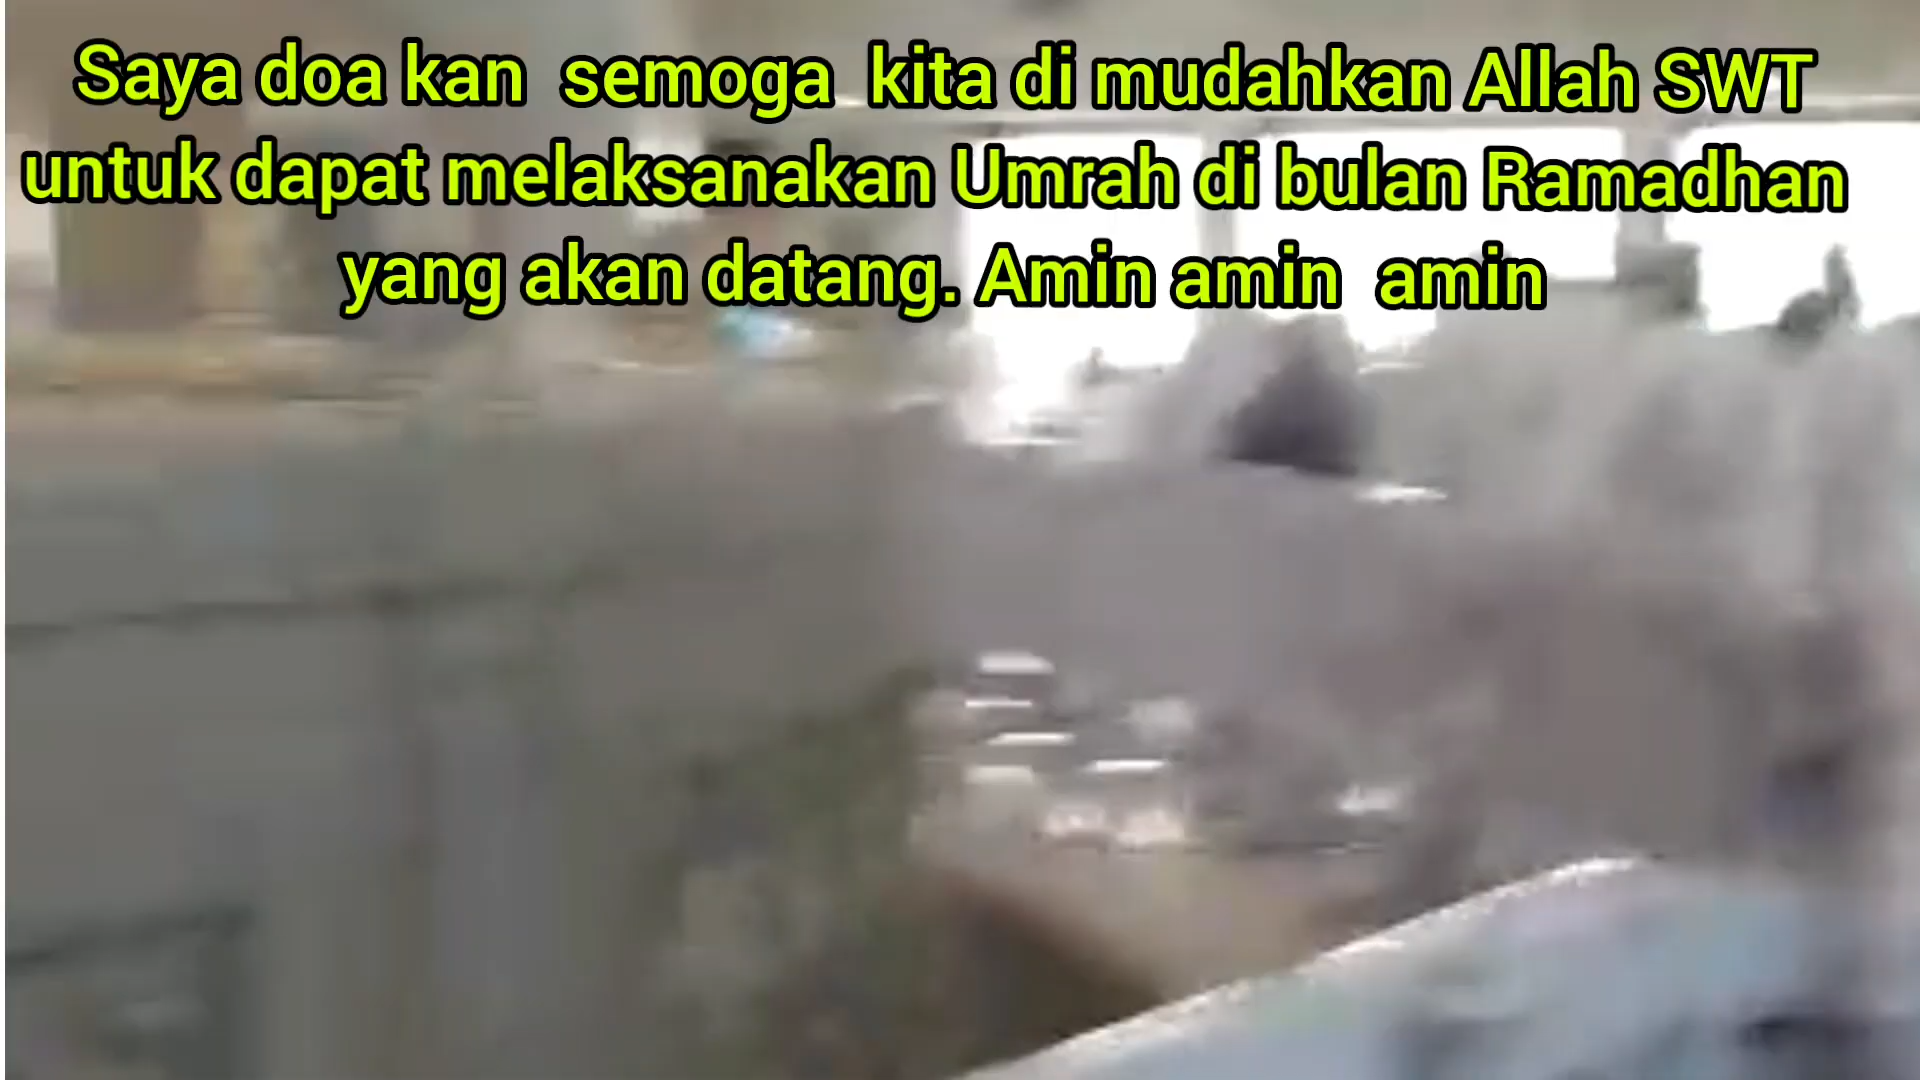 Saya doa kan semoga kita di mudahkan Allah SWT
untuk dapat melaksanakan Umrah di bulan Ramadhan
yang akan datang. Amin amin amin